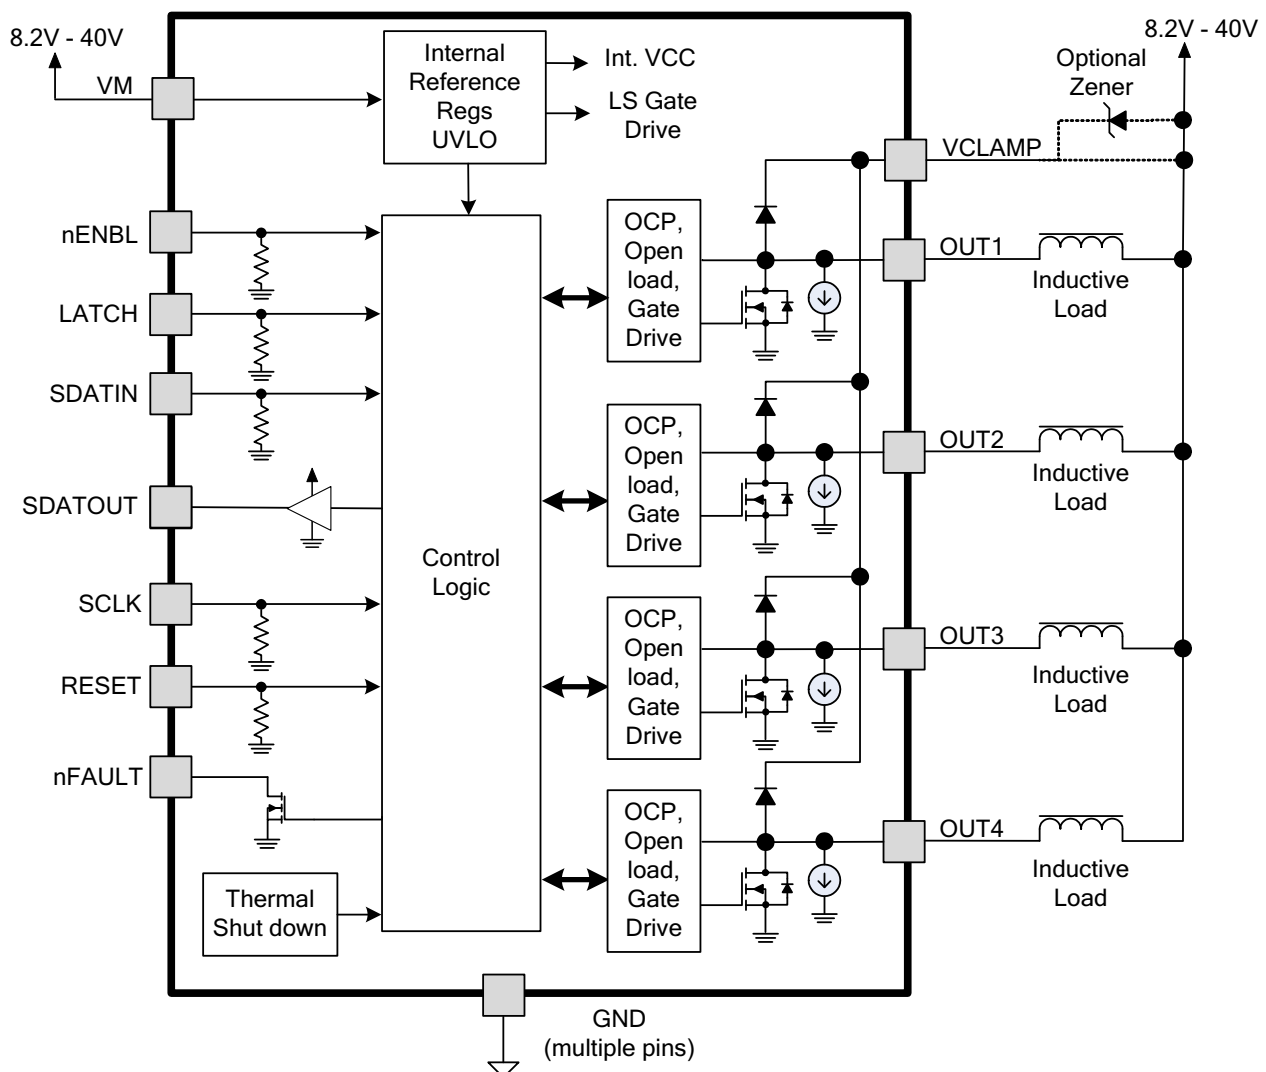 8.2V - 40V
VM
Internal
Reference
Regs
UVLO
Int. VCC
LS Gate
Drive
8.2V - 40V
Optional
Zener
VCLAMP
nENBL
LATCH
SDATIN
SDATOUT
SCLK
RESET
nFAULT
Thermal
Shut down
Control
Logic
OCP,
Open
load,
Gate
Drive
OUT1
Inductive
Load
OCP,
Open
load,
Gate
Drive
OUT2
Inductive
Load
OCP,
Open
load,
Gate
Drive
OUT3
Inductive
Load
OCP,
Open
load,
Gate
Drive
OUT4
Inductive
Load
GND
(multiple pins)